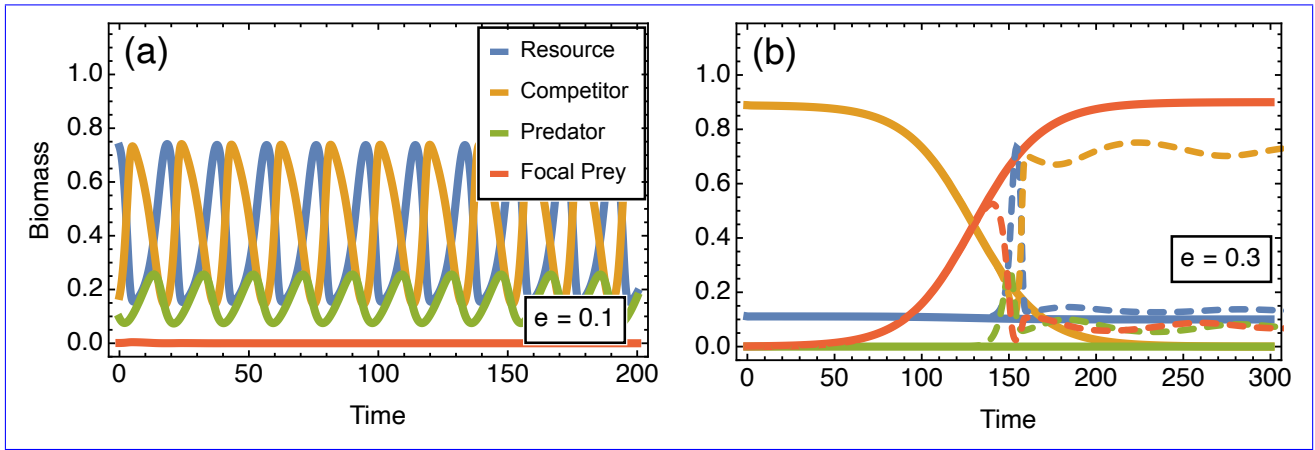 (a)
Resource
Competitor
Predator
Focal Prey
Biomass
1.0
0.8
0.6
0.4
0.2
0.0
e = 0.1
0 50 100 150 200
Time
(b)
1.0
0.8
0.6
0.4
0.2
0.0
e = 0.3
0 50 100 150 200 250 300
Time